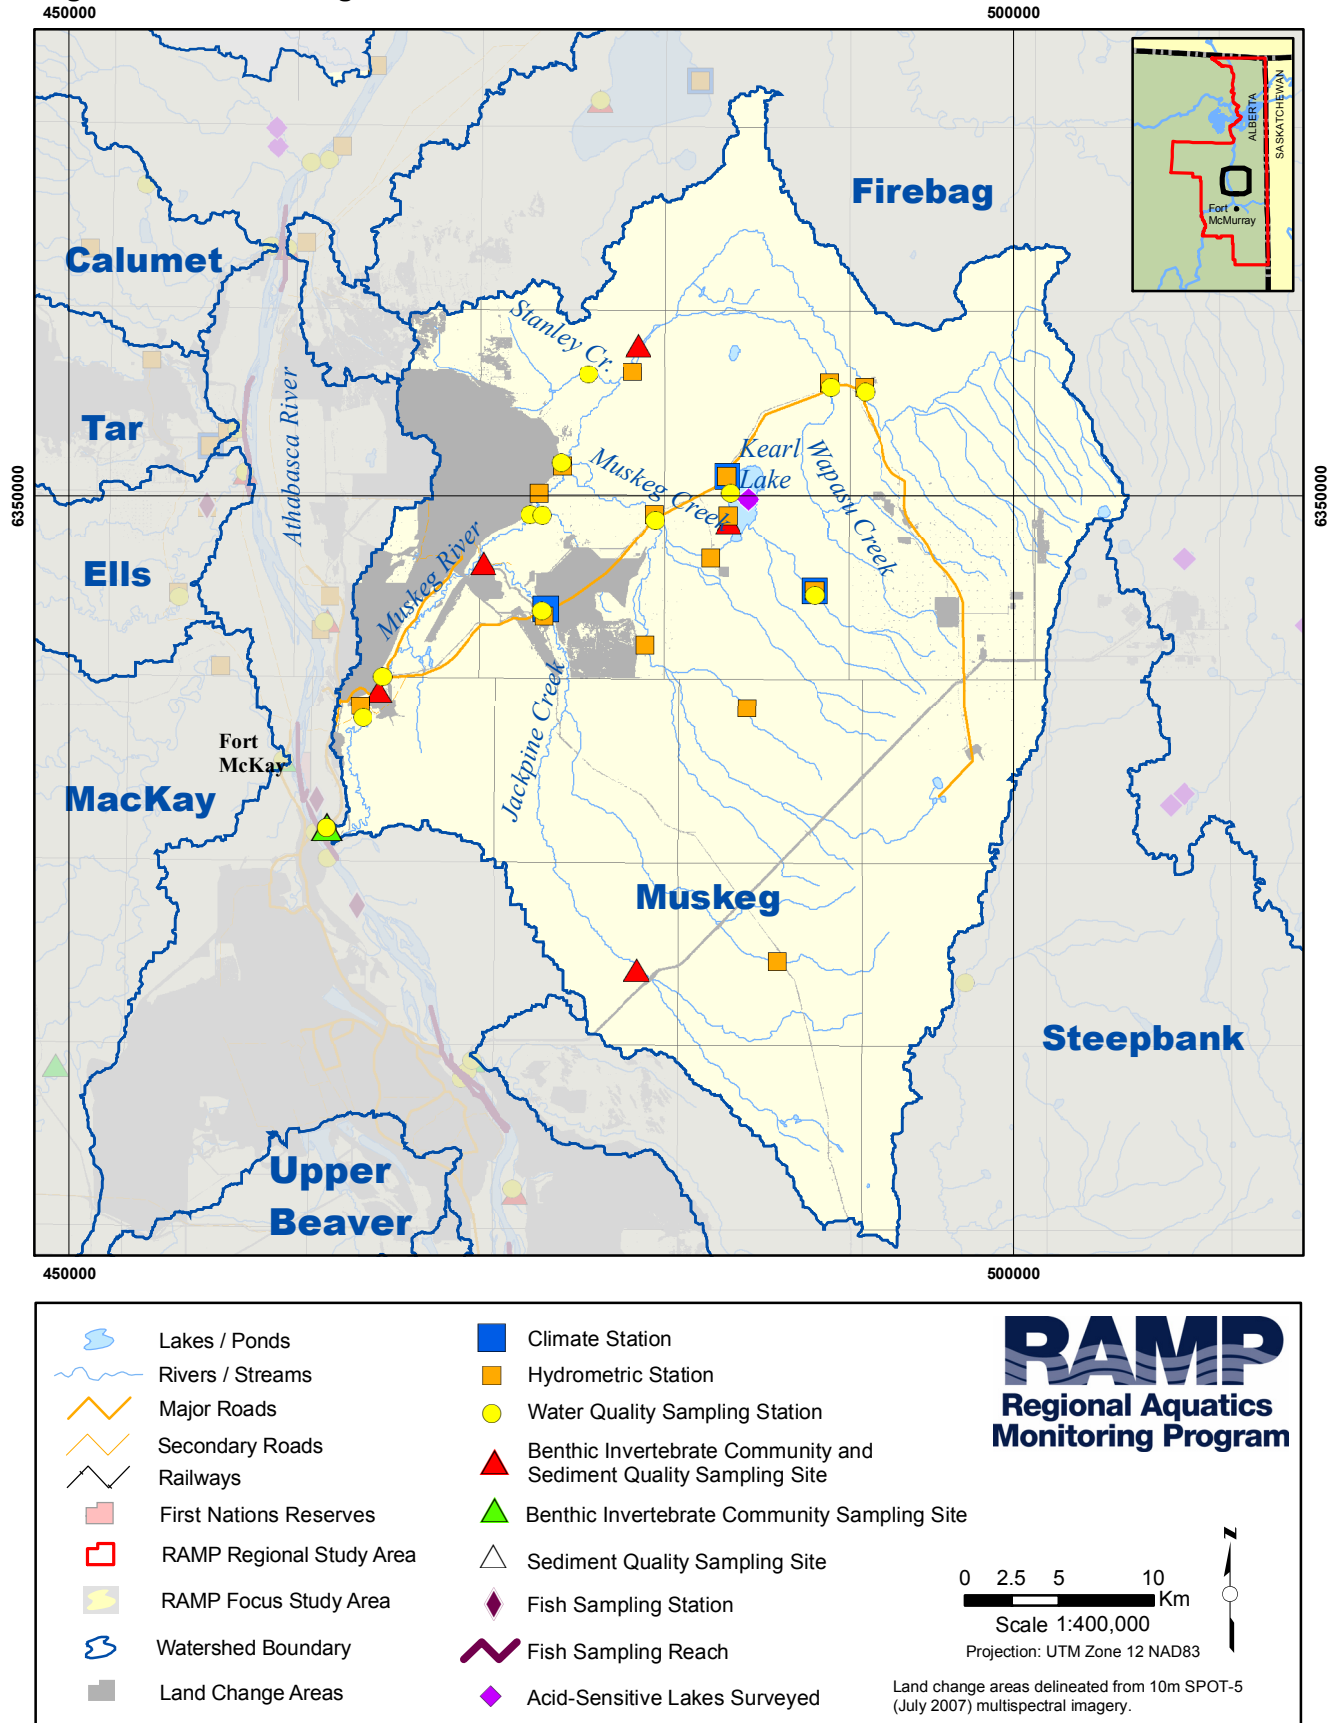 450000
500000
Firebag
ALBERTA
SASKATCHEWAN
Fort
McMurray
Calumet
Stanley Cr.
Athabasca River
Tar
Kearl
Lake
Wapasu Creek
Muskeg Creek
6350000
6350000
Muskeg River
Ells
Jackpine Creek
Fort
McKay
MacKay
Muskeg
Steepbank
Upper
Beaver
450000
500000
Lakes / Ponds
Rivers / Streams
Major Roads
Secondary Roads
Railways
First Nations Reserves
RAMP Regional Study Area
RAMP Focus Study Area
Watershed Boundary
Land Change Areas
Climate Station
Hydrometric Station
Water Quality Sampling Station
Benthic Invertebrate Community and
Sediment Quality Sampling Site
Benthic Invertebrate Community Sampling Site
Sediment Quality Sampling Site
Fish Sampling Station
Fish Sampling Reach
Acid-Sensitive Lakes Surveyed
RAMP
Regional Aquatics
Monitoring Program
N
0 2.5 5 10
Km
Scale 1:400,000
Projection: UTM Zone 12 NAD83
Land change areas delineated from 10m SPOT-5
(July 2007) multispectral imagery.